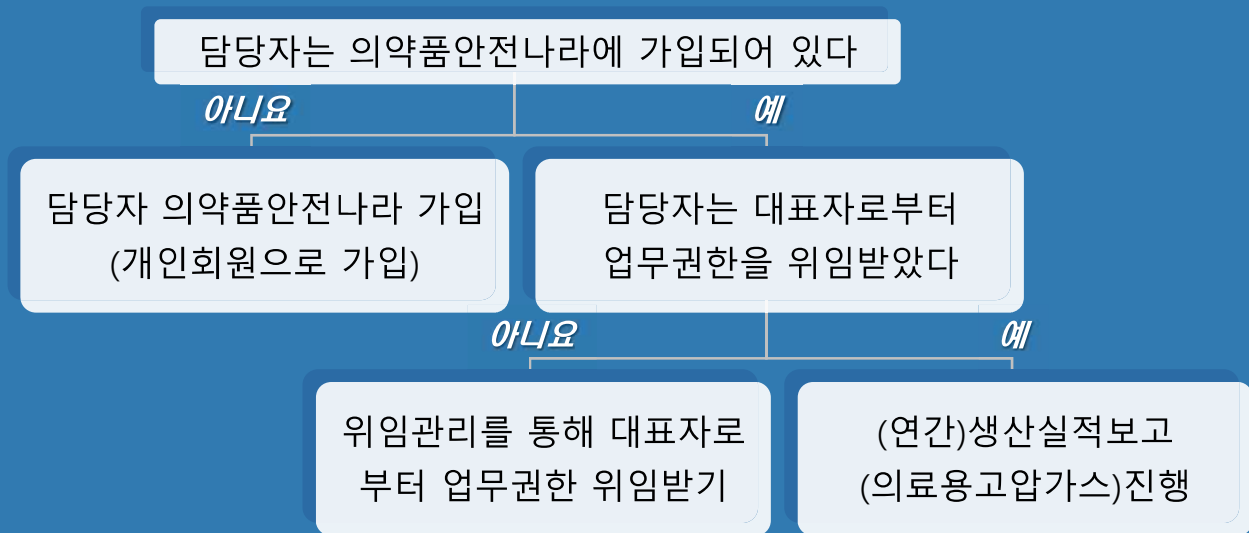 담당자는 의약품안전나라에 가입되어 있다
아니요
예
담당자 의약품안전나라 가입
(개인회원으로 가입)
담당자는 대표자로부터
업무권한을 위임받았다
아니요
예
위임관리를 통해 대표자로
부터 업무권한 위임받기
(연간)생산실적보고
(의료용고압가스)진행